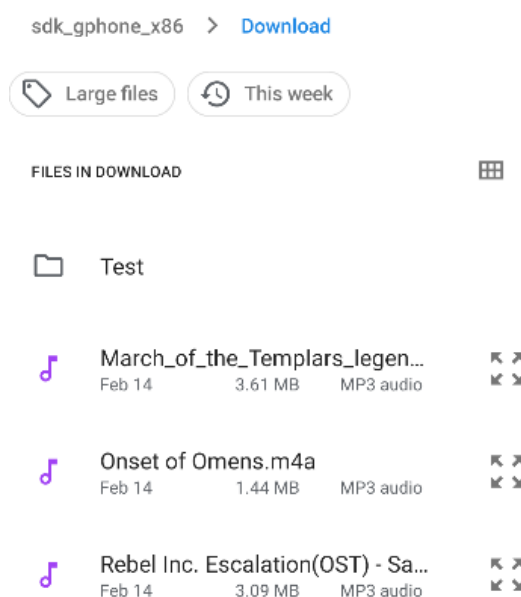 sdk_gphone_x86 > Download
Large files This week
FILES IN DOWNLOAD
Test
March_of_the_Templars_legen...
Feb 14 3.61 MB MP3 audio
Onset of Omens.m4a
Feb 14 1.44 MB MP3 audio
Rebel Inc. Escalation(OST) - Sa...
Feb 14 3.09 MB MP3 audio